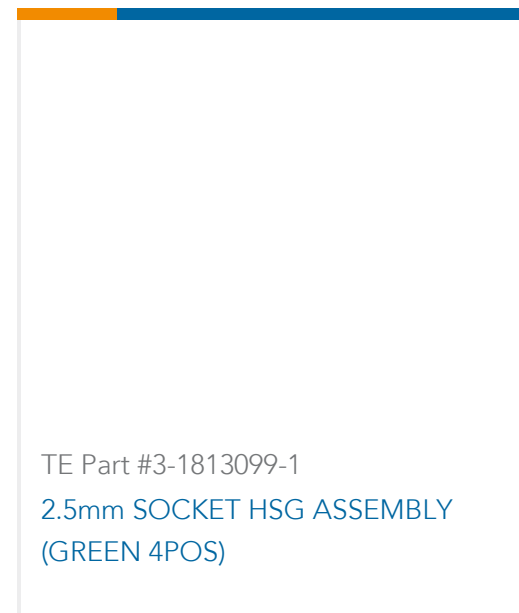 TE Part #3-1813099-1
2.5mm SOCKET HSG ASSEMBLY
(GREEN 4POS)